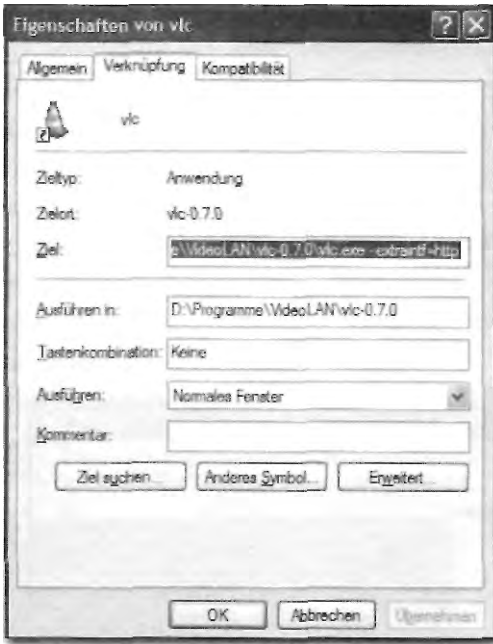 Eigenschaften von vlc
Allgemein Verknüpfung Kompatibilität
vlc
Zieltyp: Anwendung
Zielort: vlc-0.7.0
Ziel: e\VideoLAN\vlc-0.7.0\vlc.exe --extraintf=http
Ausführen in: D:\Programme\VideoLAN\vlc-0.7.0
Tastenkombination: Keine
Ausführen: Normales Fenster
Kommentar:
Ziel suchen... Anderes Symbol... Erweitert...
OK Abbrechen Übernehmen